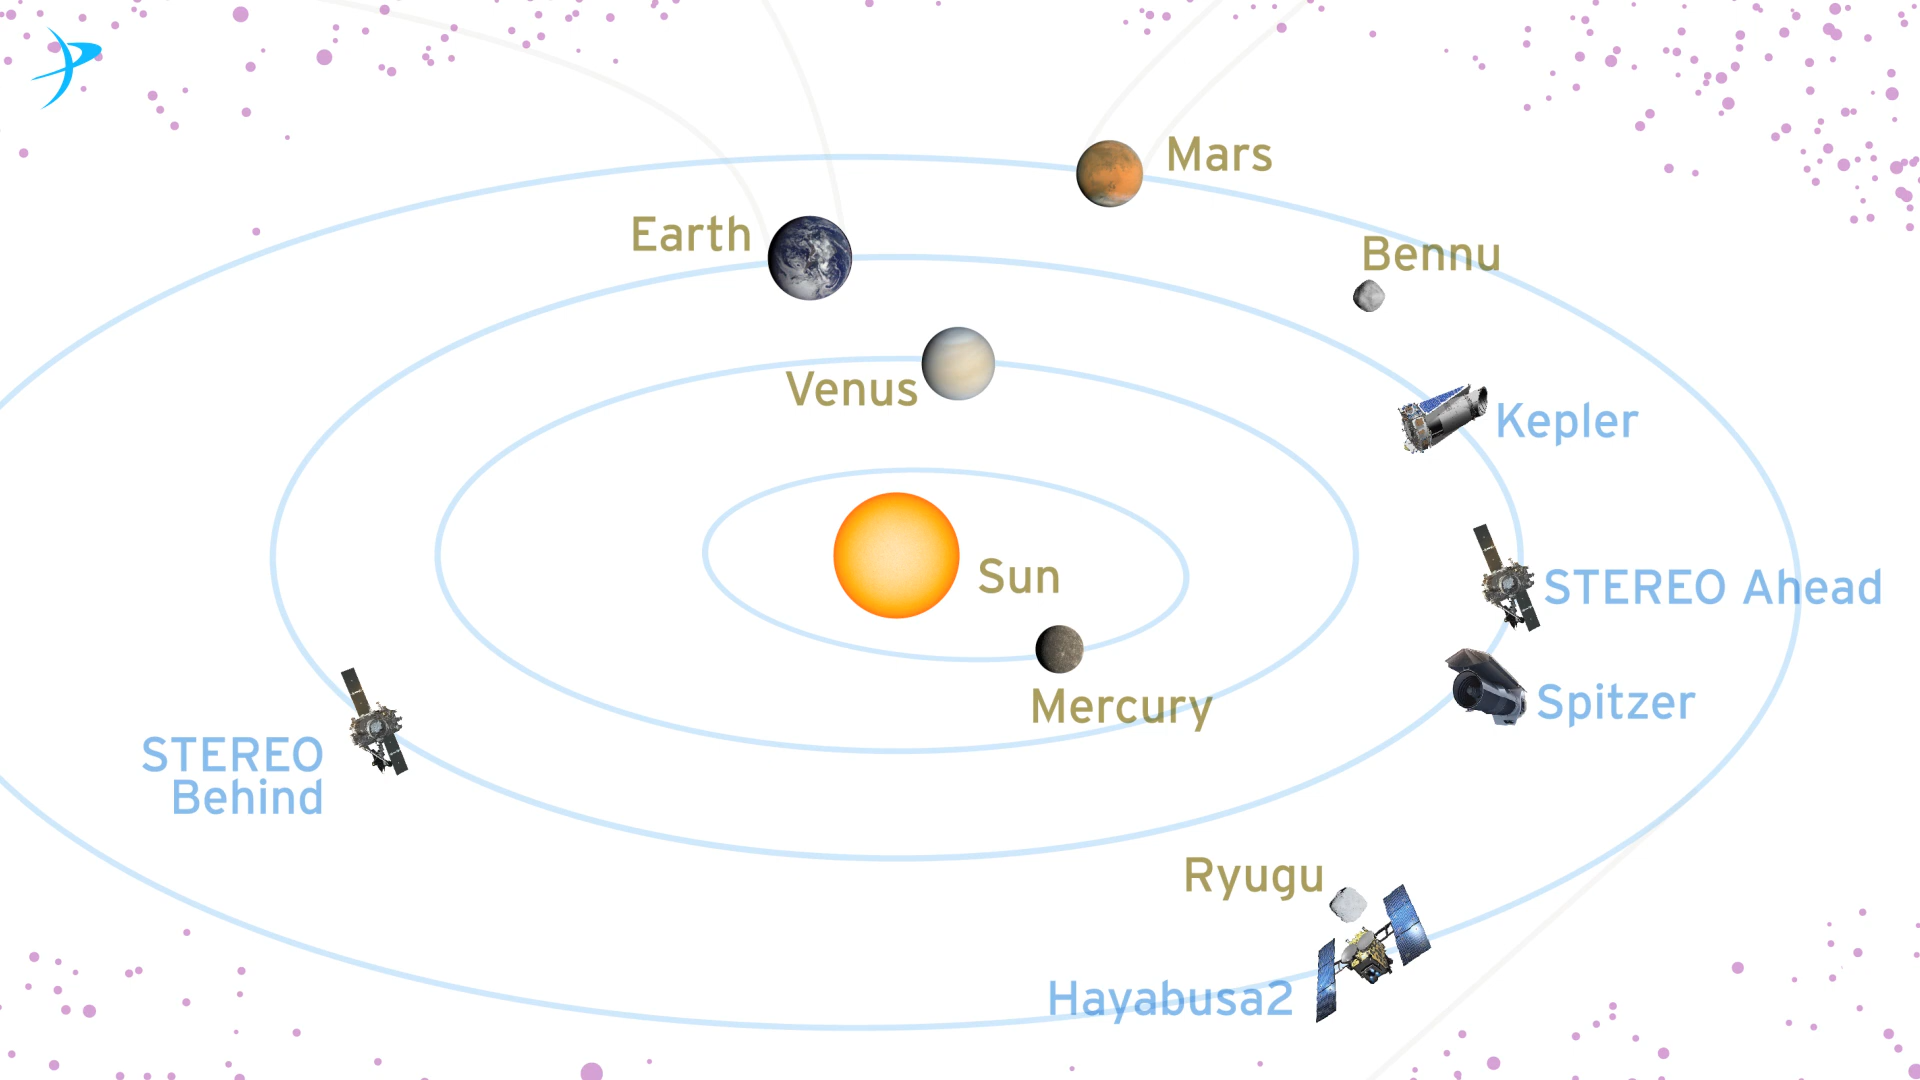 Mars
Earth
Bennu
Venus
Kepler
Sun
STEREO Ahead
Mercury
Spitzer
STEREO
Behind
Ryugu
Hayabusa2